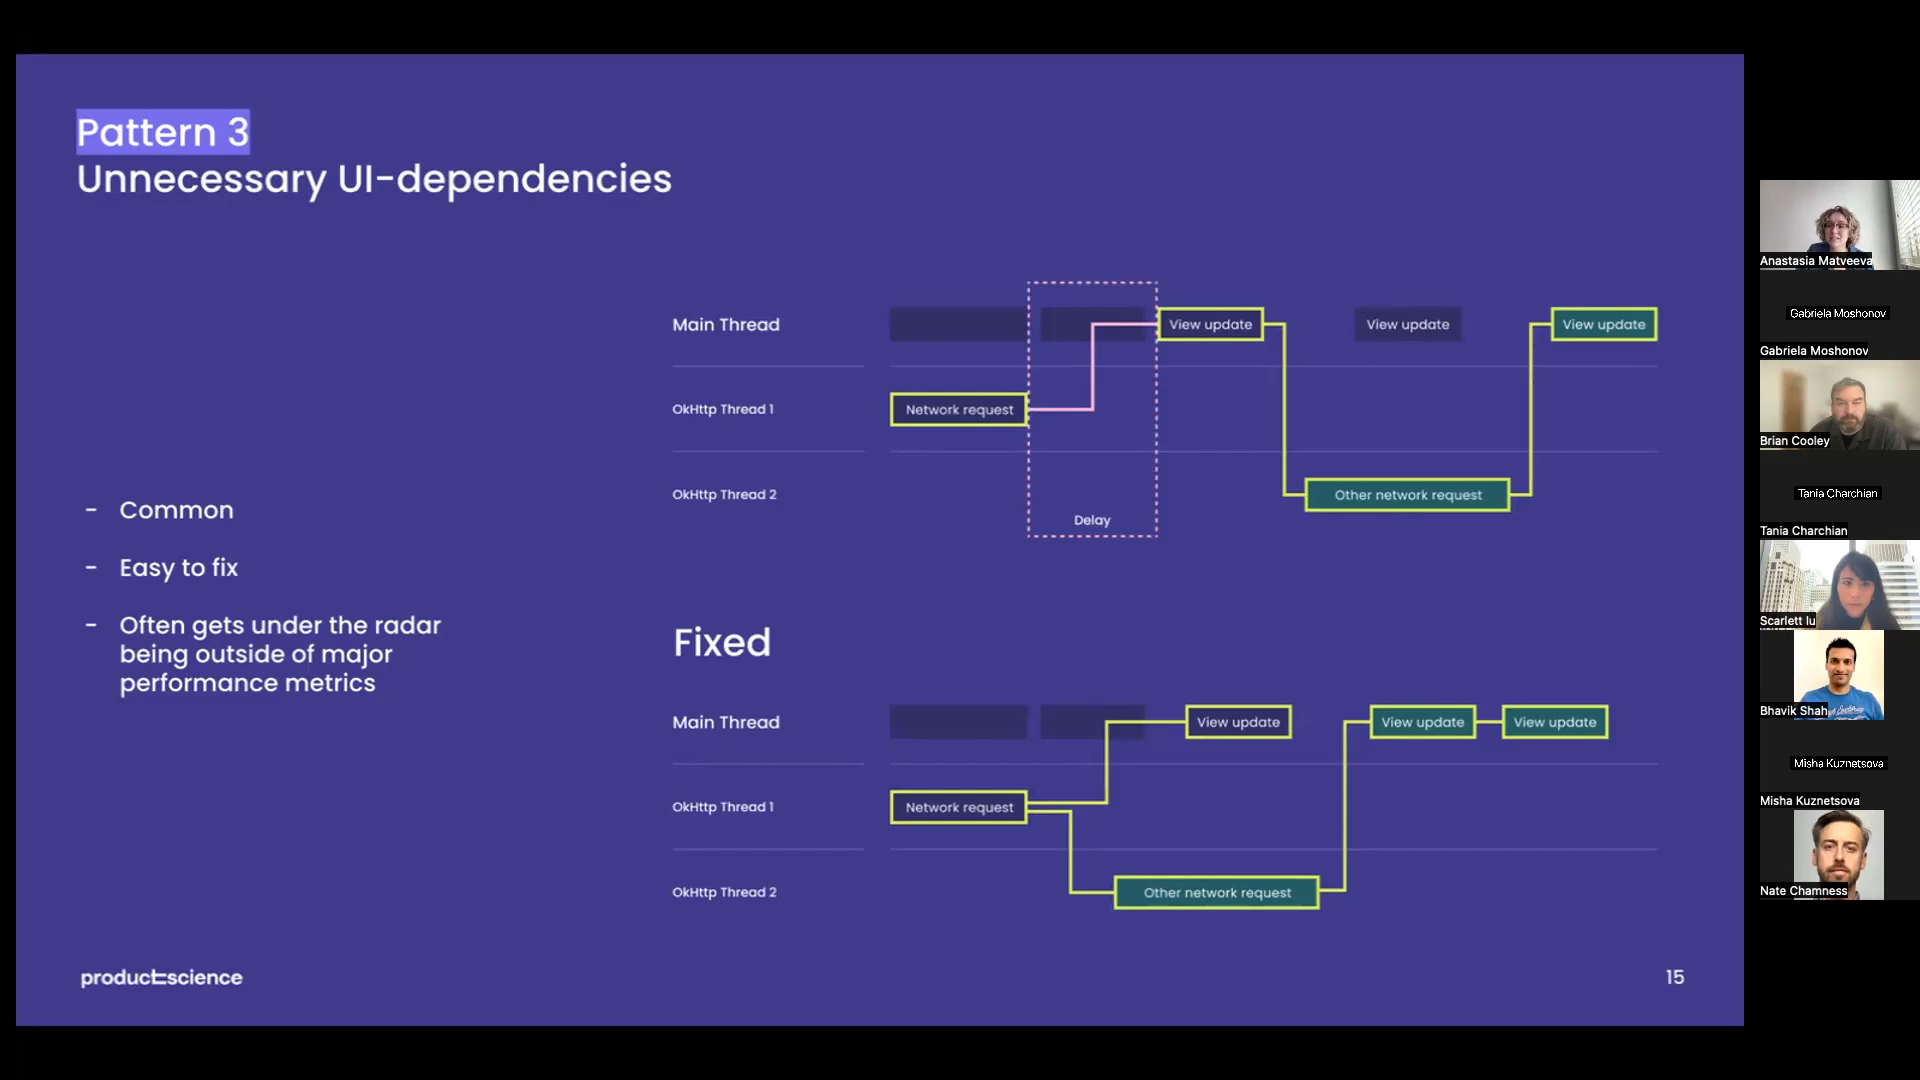 Pattern 3
Unnecessary UI-dependencies
- Common
- Easy to fix
- Often gets under the radar
being outside of major
performance metrics
Main Thread
View update
View update
View update
OkHttp Thread 1
Network request
OkHttp Thread 2
Other network request
Delay
Fixed
Main Thread
View update
View update
View update
OkHttp Thread 1
Network request
OkHttp Thread 2
Other network request
productscience
15
Anastasia Matveeva
Gabriela Moshonov
Gabriela Moshonov
Brian Cooley
Tania Charchian
Tania Charchian
Scarlett lu
Bhavik Shah
Misha Kuznetsova
Misha Kuznetsova
Nate Chamness